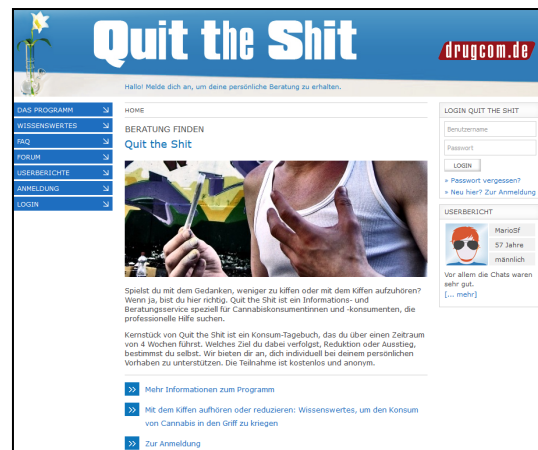 Quit the Shit
drugcom.de
Hallo! Melde dich an, um deine persönliche Beratung zu erhalten.
DAS PROGRAMM
WISSENSWERTES
FAQ
FORUM
USERBERICHTE
ANMELDUNG
LOGIN
HOME
BERATUNG FINDEN
Quit the Shit
Spielst du mit dem Gedanken, weniger zu kiffen oder mit dem Kiffen aufzuhören?
Wenn ja, bist du hier richtig. Quit the Shit ist ein Informations- und
Beratungsservice speziell für Cannabiskonsumentinnen und -konsumenten, die
professionelle Hilfe suchen.
Kernstück von Quit the Shit ist ein Konsum-Tagebuch, das du über einen Zeitraum
von 4 Wochen führst. Welches Ziel du dabei verfolgst, Reduktion oder Ausstieg,
bestimmst du selbst. Wir bieten dir an, dich individuell bei deinem persönlichen
Vorhaben zu unterstützen. Die Teilnahme ist kostenlos und anonym.
Mehr Informationen zum Programm
Mit dem Kiffen aufhören oder reduzieren: Wissenswertes, um den Konsum
von Cannabis in den Griff zu kriegen
Zur Anmeldung
LOGIN QUIT THE SHIT
Benutzername
Passwort
LOGIN
» Passwort vergessen?
» Neu hier? Zur Anmeldung
USERBERICHT
MarioSf
57 Jahre
männlich
Vor allem die Chats waren
sehr gut.
[... mehr]